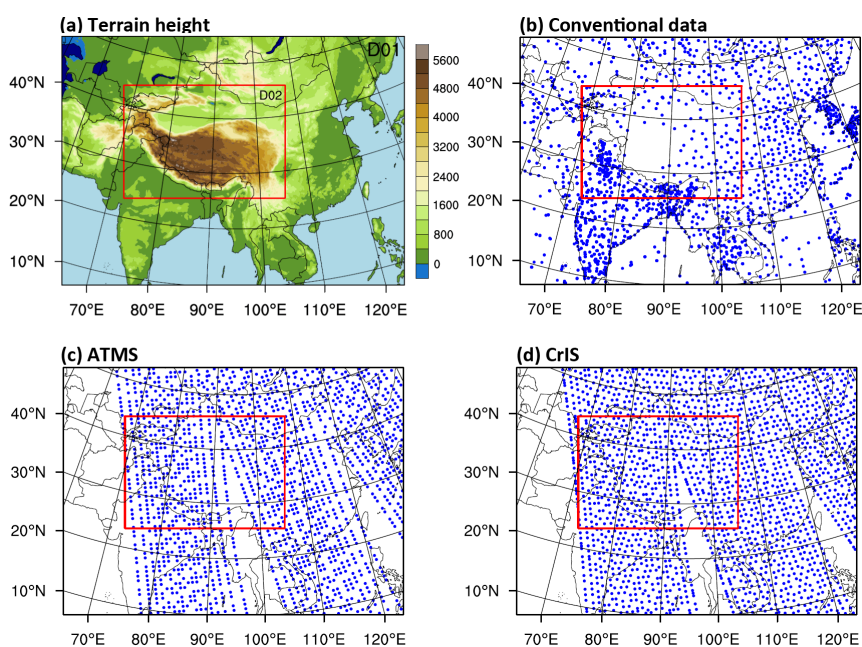 (a) Terrain height
(b) Conventional data
D01
D02
40°N
30°N
20°N
10°N
70°E 80°E 90°E 100°E 110°E 120°E
5600
4800
4000
3200
2400
1600
800
0
40°N
30°N
20°N
10°N
70°E 80°E 90°E 100°E 110°E 120°E
(c) ATMS
(d) CrIS
40°N
30°N
20°N
10°N
70°E 80°E 90°E 100°E 110°E 120°E
40°N
30°N
20°N
10°N
70°E 80°E 90°E 100°E 110°E 120°E